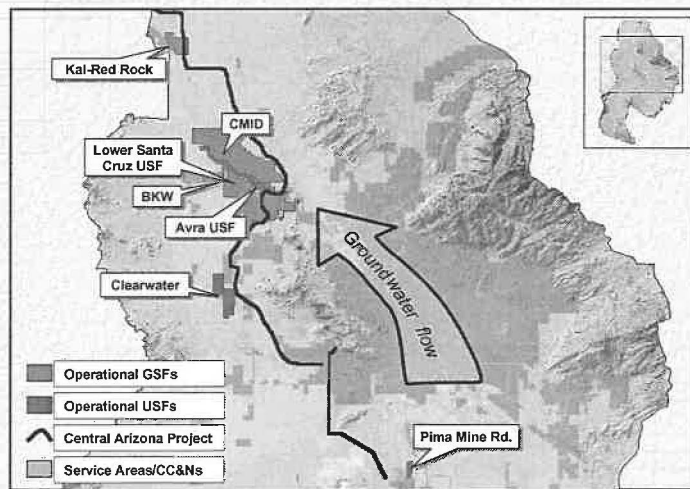 Kal-Red Rock
CMID
Lower Santa
Cruz USF
BKW
Avra USF
Groundwater flow
Clearwater
Operational GSFs
Operational USFs
Central Arizona Project
Service Areas/CC&Ns
Pima Mine Rd.